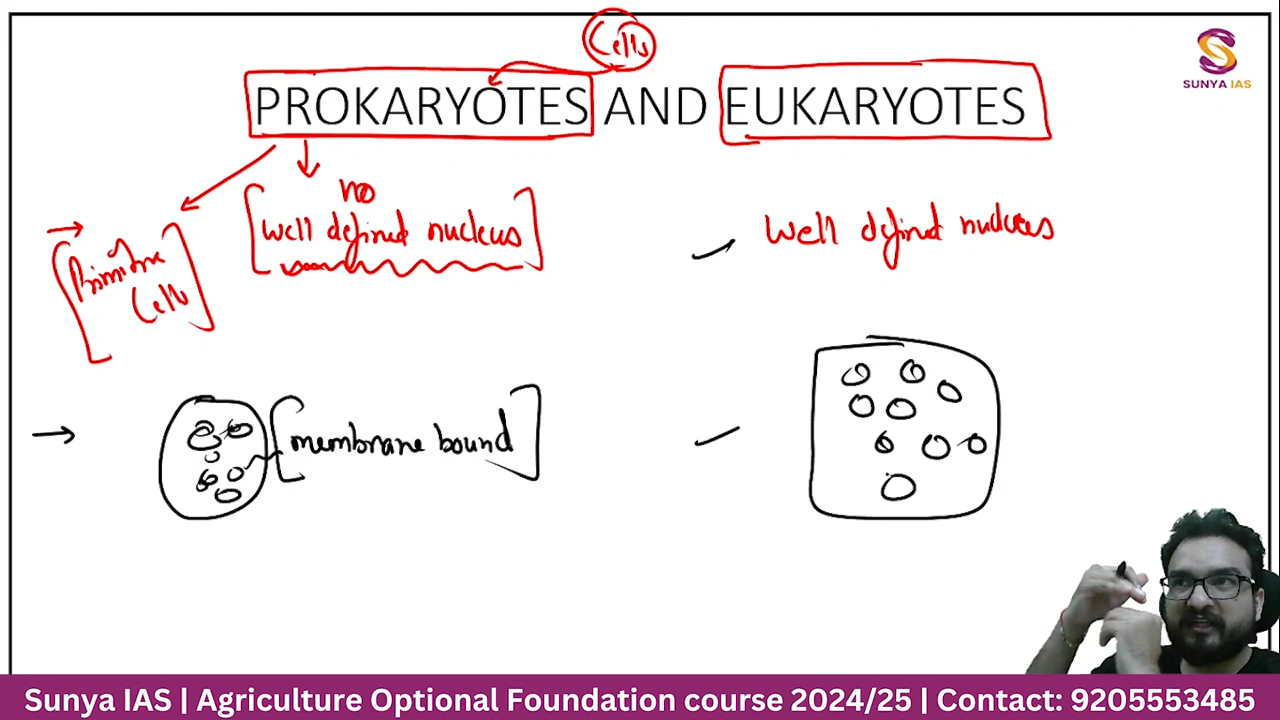 Cells
SUNYA IAS
PROKARYOTES AND EUKARYOTES
no
well defined nucleus
well defined nucleus
Primitive
Cells
membrane bound
Sunya IAS | Agriculture Optional Foundation course 2024/25 | Contact: 9205553485